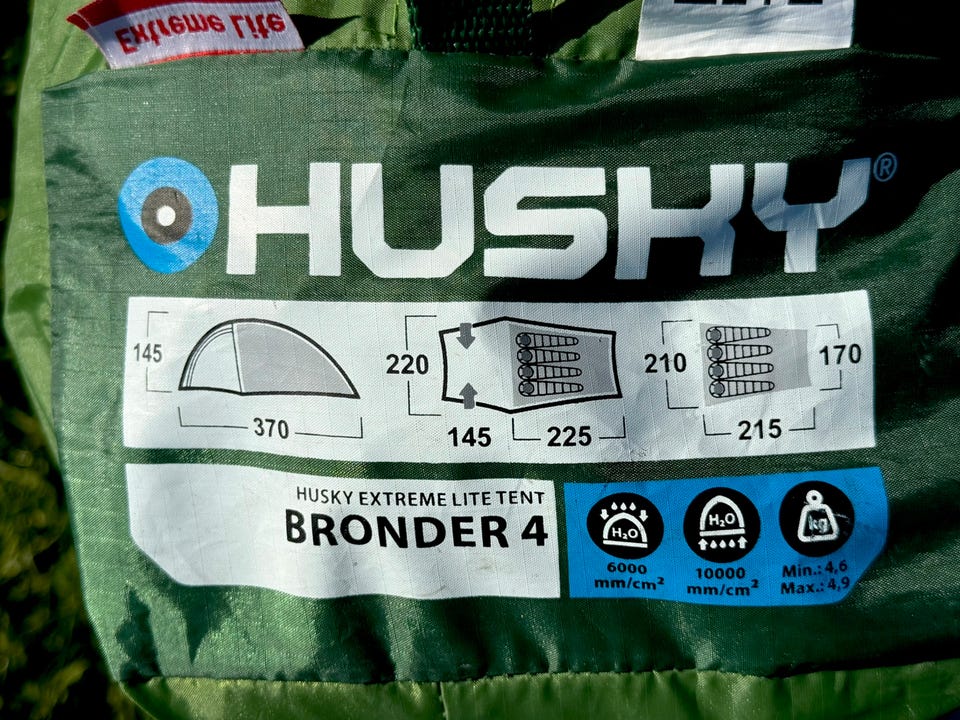 Extreme Lite
HUSKY®
145
370
220
145
225
210
170
215
HUSKY EXTREME LITE TENT
BRONDER 4
H₂O
6000
mm/cm²
H₂O
10000
mm/cm²
kg
Min.: 4,6
Max.: 4,9